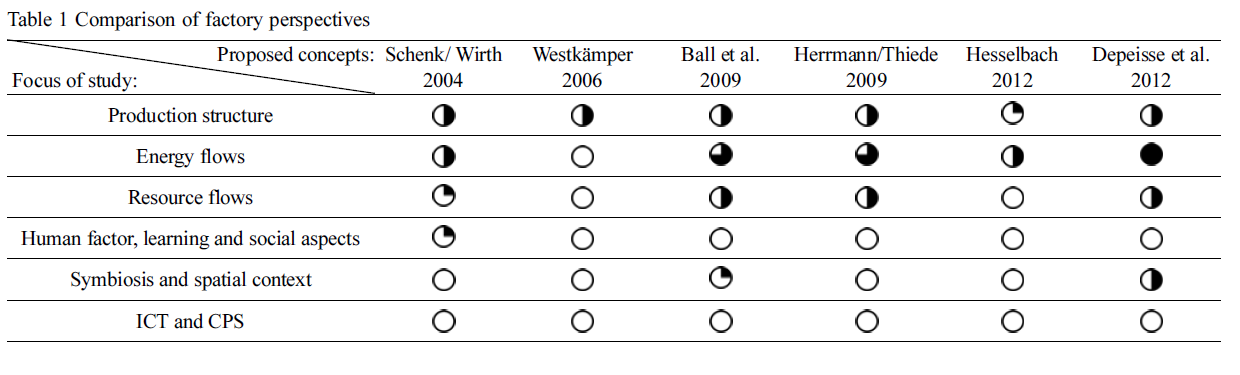 Table 1 Comparison of factory perspectives
Proposed concepts: Schenk/ Wirth Westkämper Ball et al. Herrmann/Thiede Hesselbach Depeisse et al.
Focus of study: 2004 2006 2009 2009 2012 2012
Production structure
Energy flows
Resource flows
Human factor, learning and social aspects
Symbiosis and spatial context
ICT and CPS